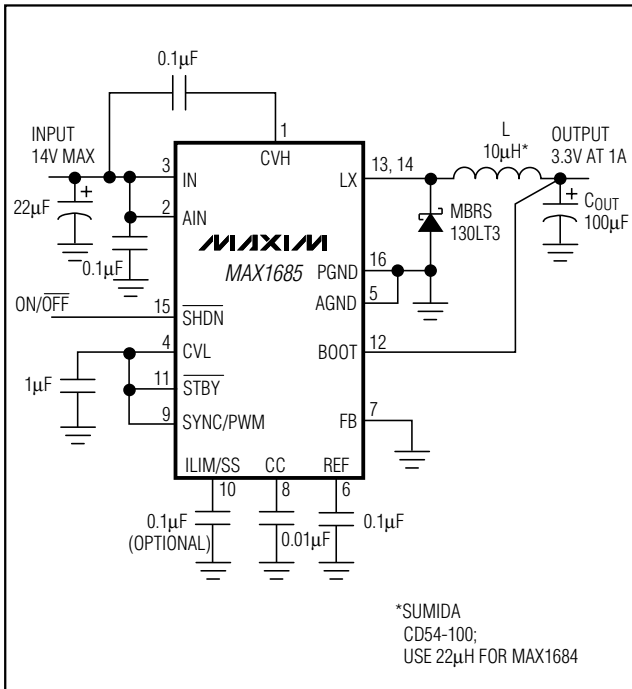 0.1µF
INPUT
14V MAX
1
CVH
L
10µH*
OUTPUT
3.3V AT 1A
3
IN
LX
13, 14
22µF
+
2
AIN
MBRS
130LT3
+
COUT
100µF
MAXIM
MAX1685
0.1µF
PGND
16
AGND
5
ON/OFF
15
SHDN
4
CVL
BOOT
12
1µF
11
STBY
9
SYNC/PWM
FB
7
ILIM/SS
CC
REF
10
8
6
0.1µF
(OPTIONAL)
0.01µF
0.1µF
*SUMIDA
CD54-100;
USE 22µH FOR MAX1684